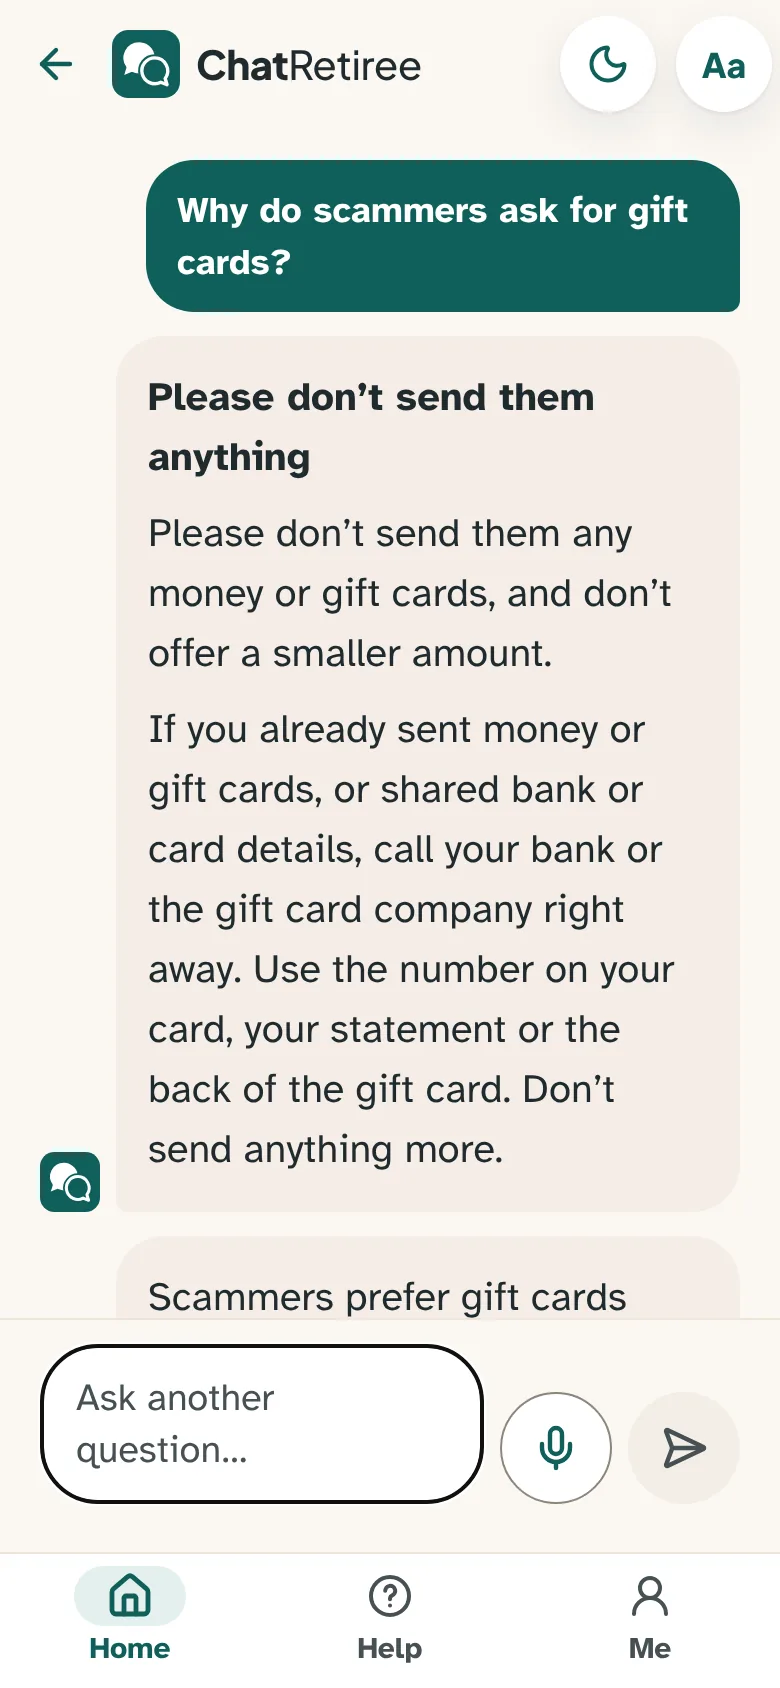 ChatRetiree
Aa
Why do scammers ask for gift
cards?
Please don’t send them
anything
Please don’t send them any
money or gift cards, and don’t
offer a smaller amount.
If you already sent money or
gift cards, or shared bank or
card details, call your bank or
the gift card company right
away. Use the number on your
card, your statement or the
back of the gift card. Don’t
send anything more.
Scammers prefer gift cards
Ask another
question...
Home
Help
Me